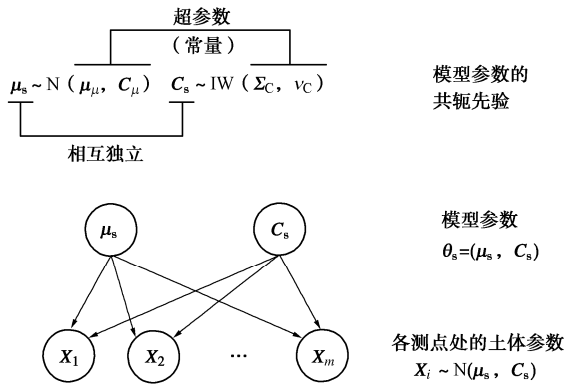 超参数
（常量）
μs ~ N（μμ，Cμ） Cs ~ IW（ΣC，νC）
相互独立
模型参数的
共轭先验
μs
Cs
模型参数
θs=(μs，Cs)
X1
X2
…
Xm
各测点处的土体参数
Xi ~ N(μs，Cs)